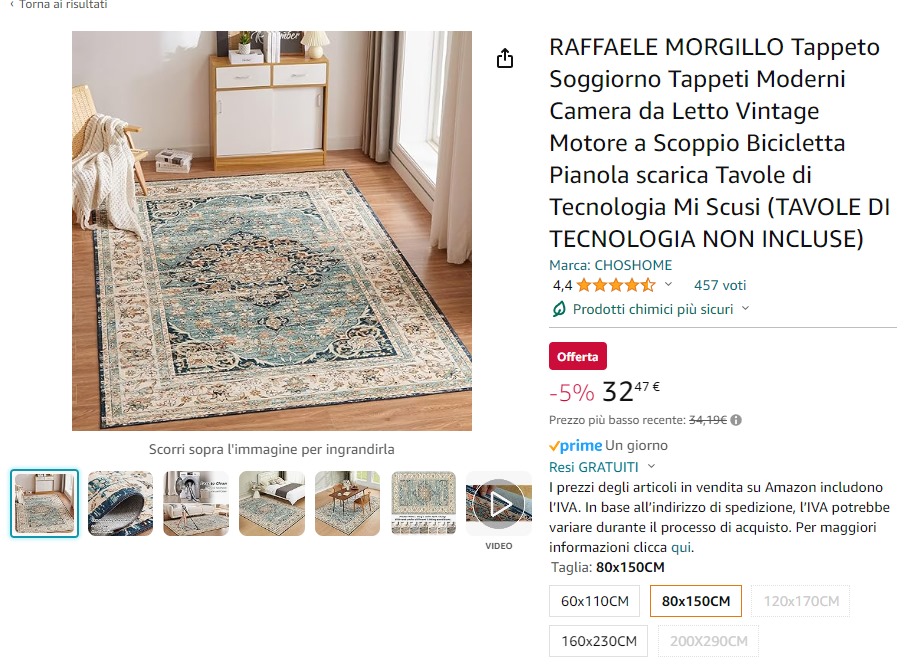 ‹ Torna ai risultati
RAFFAELE MORGILLO Tappeto
Soggiorno Tappeti Moderni
Camera da Letto Vintage
Motore a Scoppio Bicicletta
Pianola scarica Tavole di
Tecnologia Mi Scusi (TAVOLE DI
TECNOLOGIA NON INCLUSE)
Marca: CHOSHOME
4,4 457 voti
Prodotti chimici più sicuri
Offerta
-5% 32 47 €
Prezzo più basso recente: 34,19€
prime Un giorno
Resi GRATUITI
I prezzi degli articoli in vendita su Amazon includono
l'IVA. In base all'indirizzo di spedizione, l'IVA potrebbe
variare durante il processo di acquisto. Per maggiori
informazioni clicca qui.
Taglia: 80x150CM
60x110CM 80x150CM 120x170CM
160x230CM 200X290CM
Scorri sopra l'immagine per ingrandirla
VIDEO